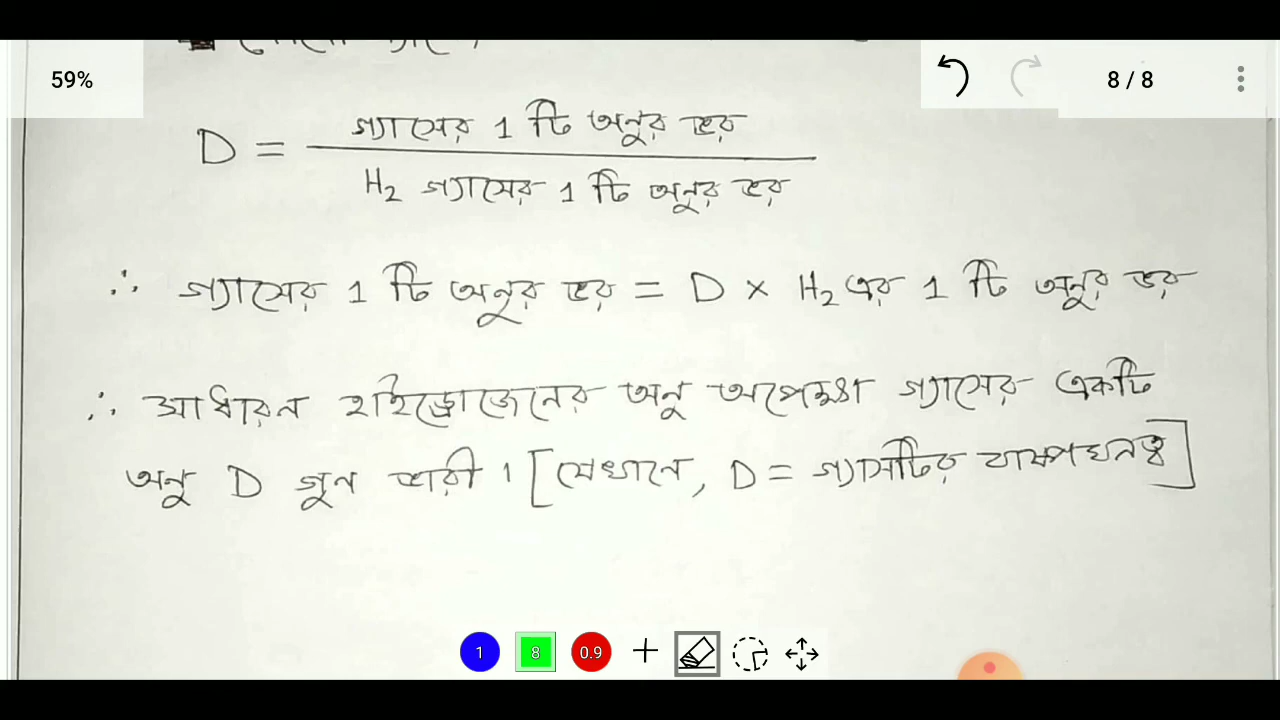 59%
8 / 8
D = গ্যাসের 1 টি অনুর ভর
H₂ গ্যাসের 1 টি অনুর ভর
∴ গ্যাসের 1 টি অনুর ভর = D × H₂ এর 1 টি অনুর ভর
∴ সাধারন হাইড্রোজেনের অনু অপেক্ষা গ্যাসের একটি
অনু D গুন ভারী । [যেখানে, D = গ্যাসটির বাষ্পঘনত্ব]
1 8 0.9